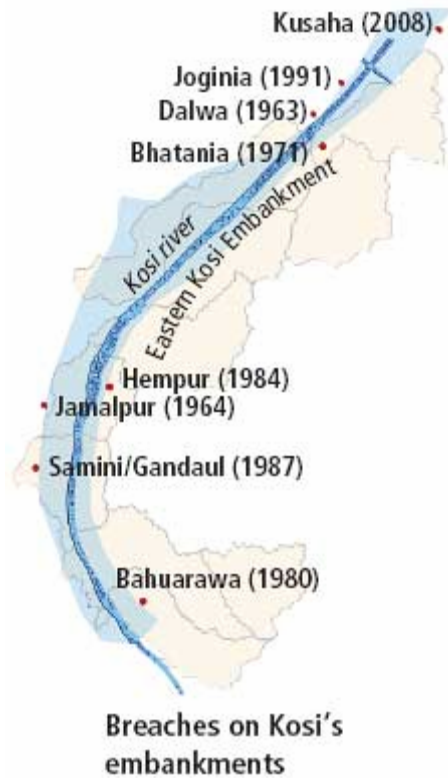 Kusaha (2008)
Joginia (1991)
Dalwa (1963)
Bhatania (1971)
Kosi river
Eastern Kosi Embankment
Hempur (1984)
Jamalpur (1964)
Samini/Gandaul (1987)
Bahuarawa (1980)
Breaches on Kosi's
embankments